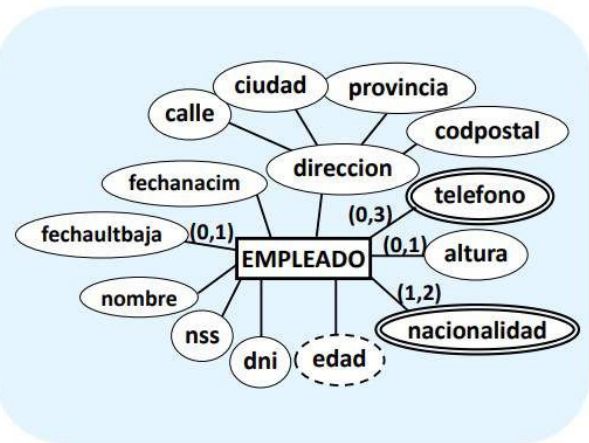 ciudad
provincia
calle
codpostal
direccion
fechanacim
telefono
(0,3)
fechaultbaja
(0,1)
(0,1)
altura
EMPLEADO
nombre
(1,2)
nss
nacionalidad
dni
edad